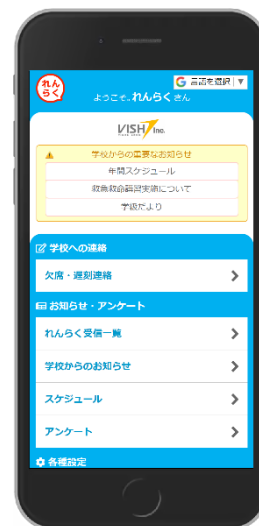 れん
らく
G 言語を選択 ▼
ようこそ、れんらく さん
VISH Inc.
学校からの重要なお知らせ
年間スケジュール
救急救命講習実施について
学級だより
学校への連絡
欠席・遅刻連絡
お知らせ・アンケート
れんらく受信一覧
学校からのお知らせ
スケジュール
アンケート
各種設定